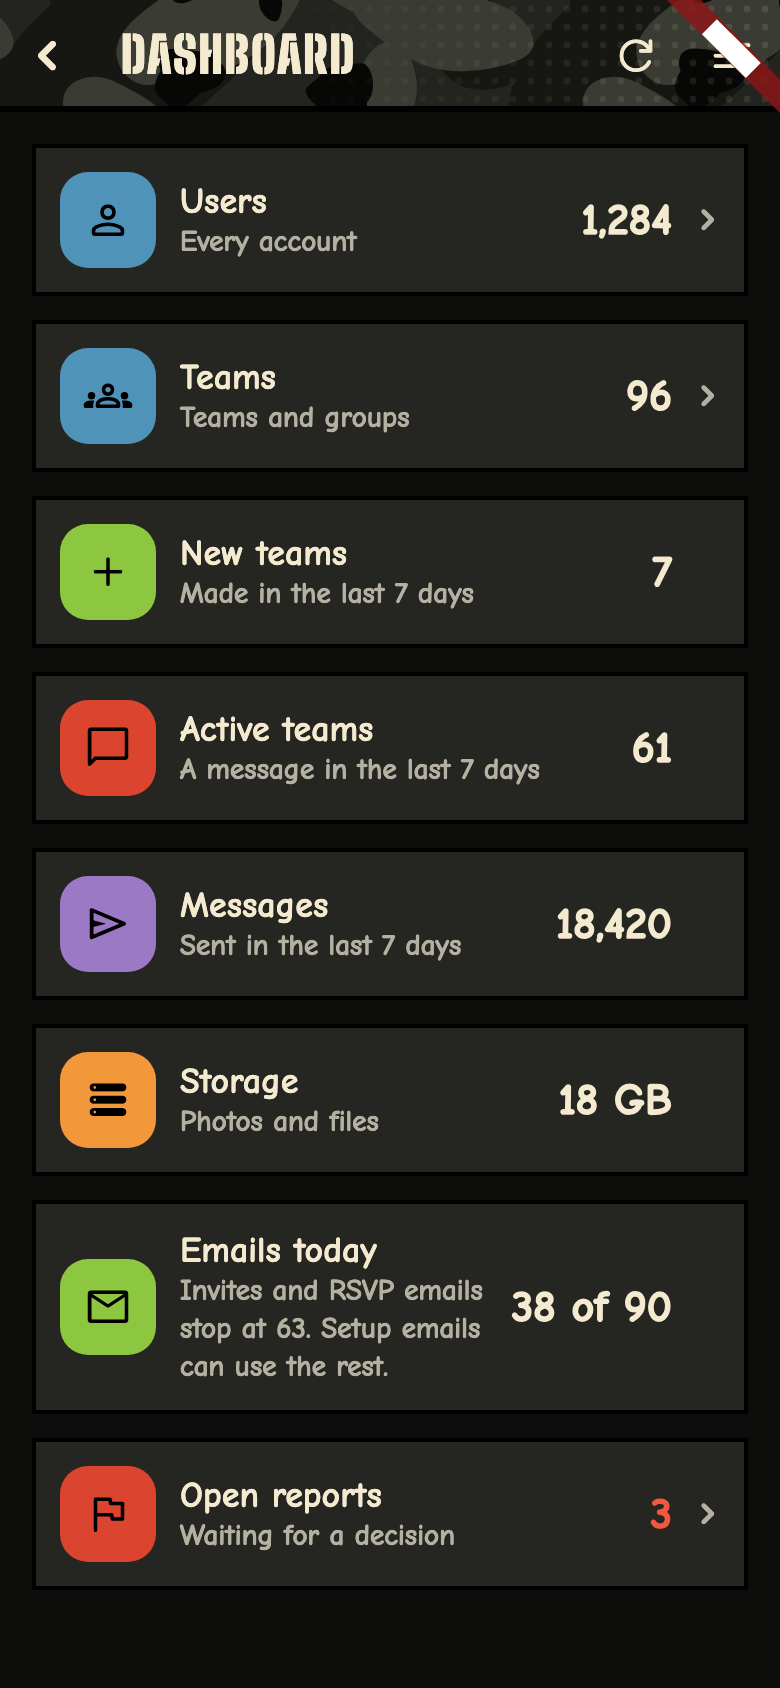 DASHBOARD
Users
Every account
1,284
Teams
Teams and groups
96
New teams
Made in the last 7 days
7
Active teams
A message in the last 7 days
61
Messages
Sent in the last 7 days
18,420
Storage
Photos and files
18 GB
Emails today
Invites and RSVP emails
stop at 63. Setup emails
can use the rest.
38 of 90
Open reports
Waiting for a decision
3